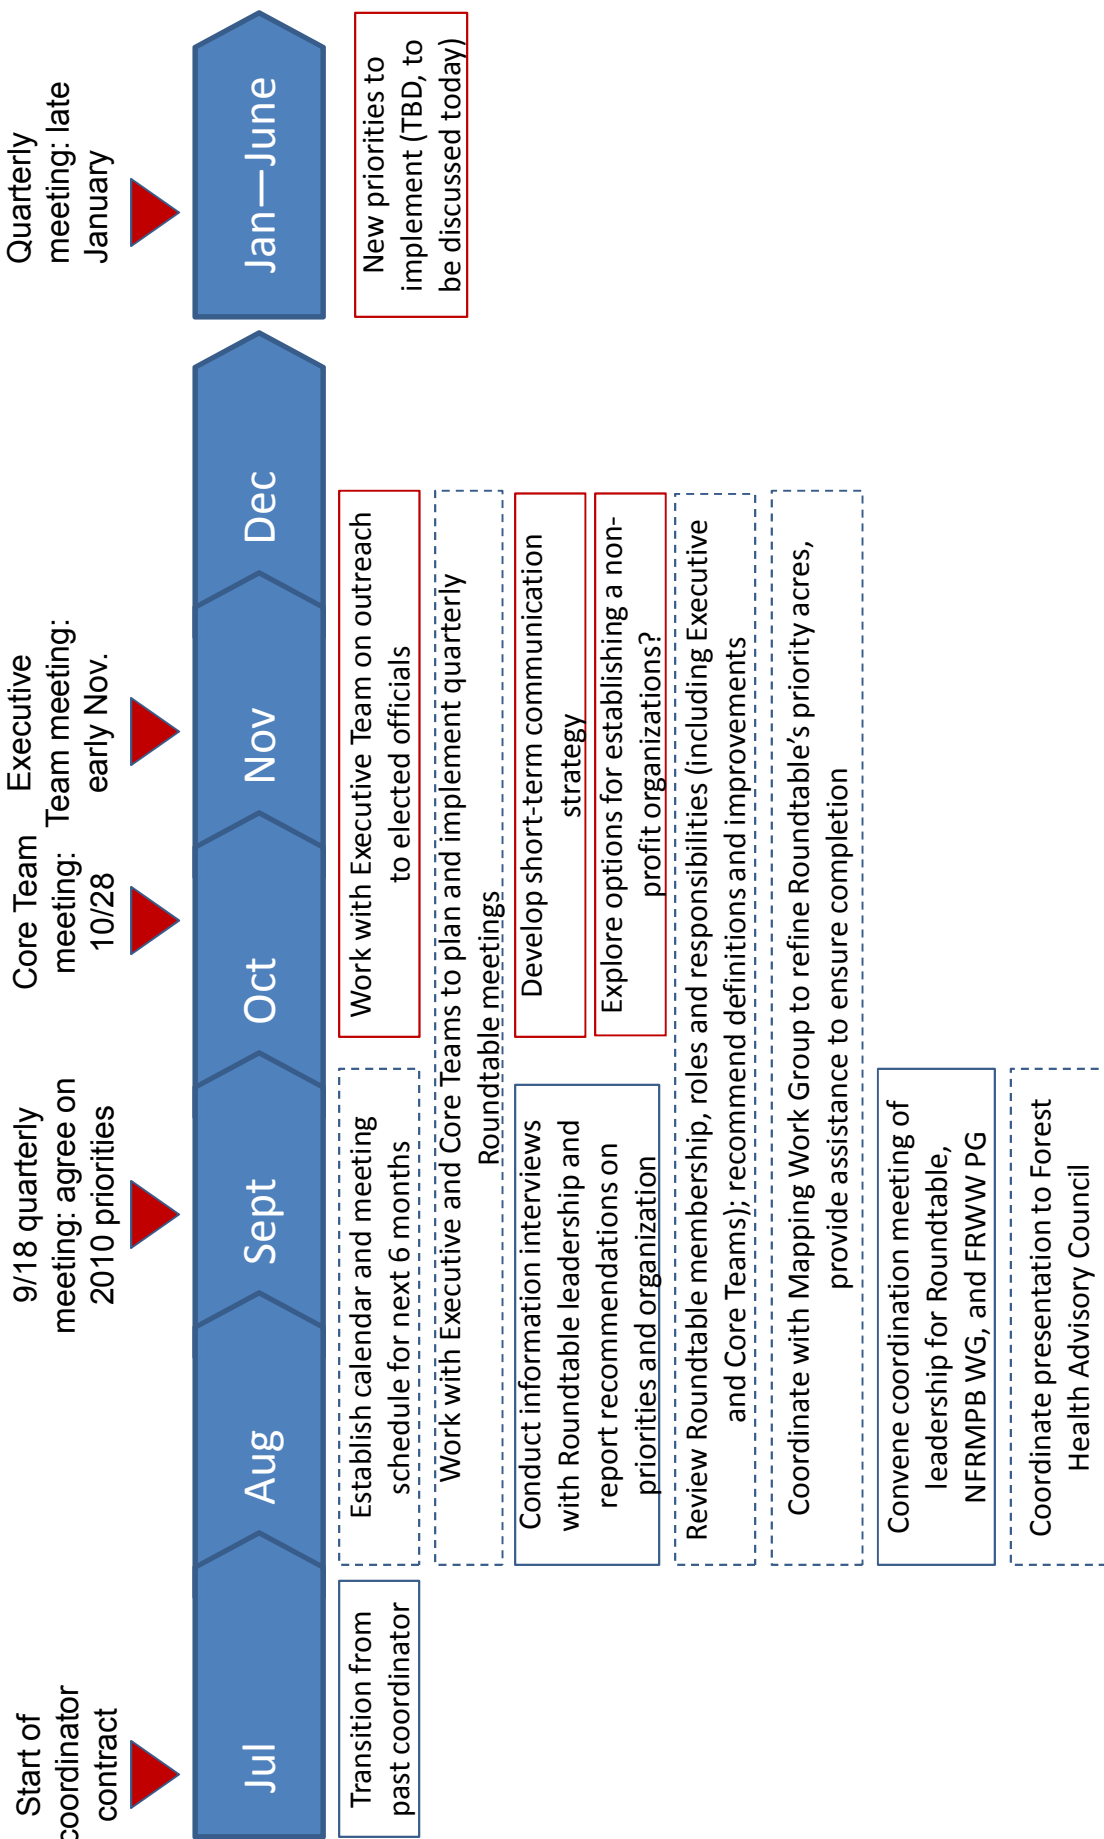 Start of
coordinator
contract
9/18 quarterly
meeting: agree on
2010 priorities
Core Team
meeting:
10/28
Executive
Team meeting:
early Nov.
Quarterly
meeting: late
January
Jul
Aug
Sept
Oct
Nov
Dec
Jan—June
Transition from
past coordinator
Establish calendar and meeting
schedule for next 6 months
Work with Executive Team on outreach
to elected officials
New priorities to
implement (TBD, to
be discussed today)
Work with Executive and Core Teams to plan and implement quarterly
Roundtable meetings
Conduct information interviews
with Roundtable leadership and
report recommendations on
priorities and organization
Develop short-term communication
strategy
Explore options for establishing a non-
profit organizations?
Review Roundtable membership, roles and responsibilities (including Executive
and Core Teams); recommend definitions and improvements
Coordinate with Mapping Work Group to refine Roundtable’s priority acres,
provide assistance to ensure completion
Convene coordination meeting of
leadership for Roundtable,
NFRMPB WG, and FRWW PG
Coordinate presentation to Forest
Health Advisory Council